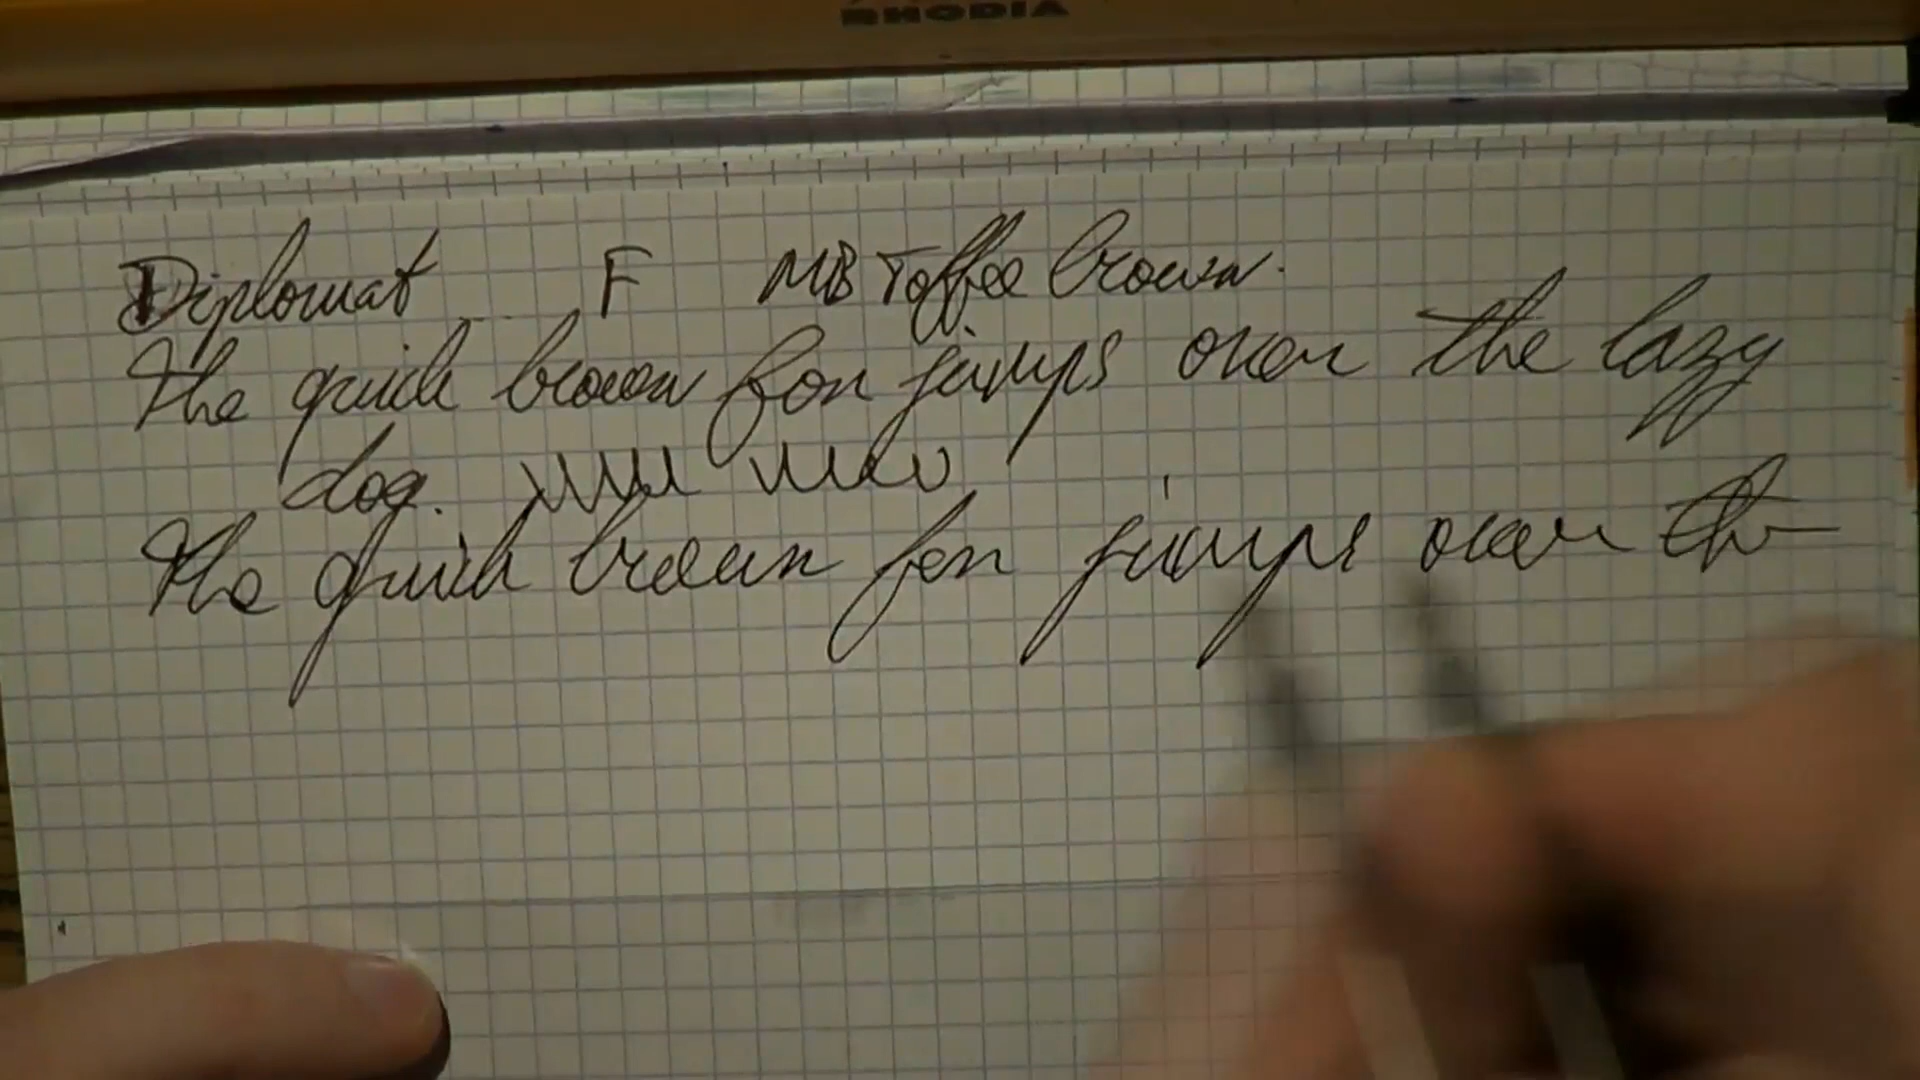 RHODIA
Diplomat F MB Toffee brown.
The quick brown fox jumps over the lazy
dog.
The quick brown fox jumps over the